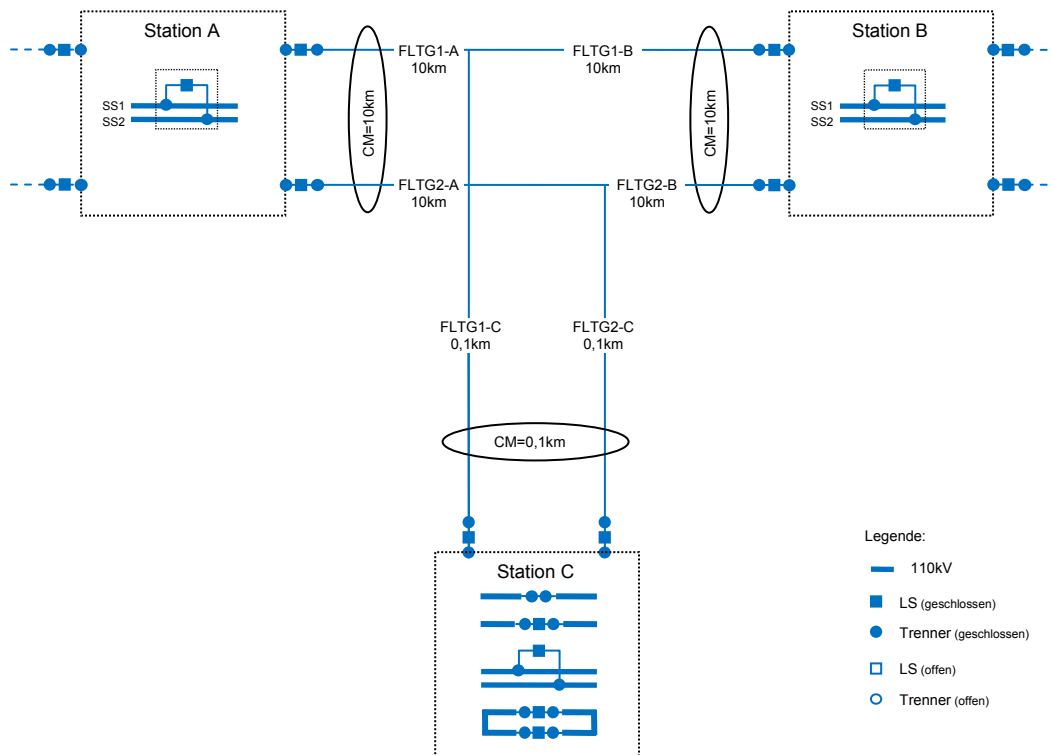 Station A
Station B
FLTG1-A
10km
FLTG1-B
10km
SS1
SS2
CM=10km
CM=10km
SS1
SS2
FLTG2-A
10km
FLTG2-B
10km
FLTG1-C
0,1km
FLTG2-C
0,1km
CM=0,1km
Station C
Legende:
110kV
LS (geschlossen)
Trenner (geschlossen)
LS (offen)
Trenner (offen)